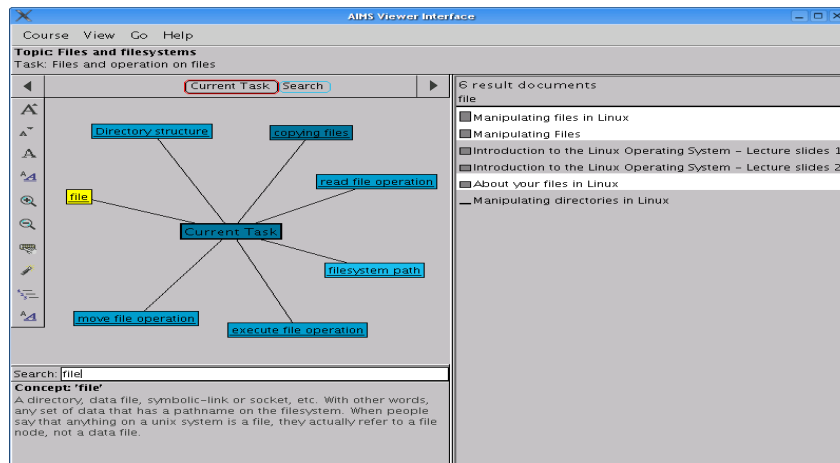 AIMS Viewer Interface
Course View Go Help
Topic: Files and filesystems
Task: Files and operation on files
Current Task Search
Directory structure
copying files
read file operation
file
Current Task
filesystem path
move file operation
execute file operation
Search: file
Concept: 'file'
A directory, data file, symbolic-link or socket, etc. With other words,
any set of data that has a pathname on the filesystem. When people
say that anything on a unix system is a file, they actually refer to a file
node, not a data file.
6 result documents
file
Manipulating files in Linux
Manipulating Files
Introduction to the Linux Operating System - Lecture slides 1
Introduction to the Linux Operating System - Lecture slides 2
About your files in Linux
Manipulating directories in Linux